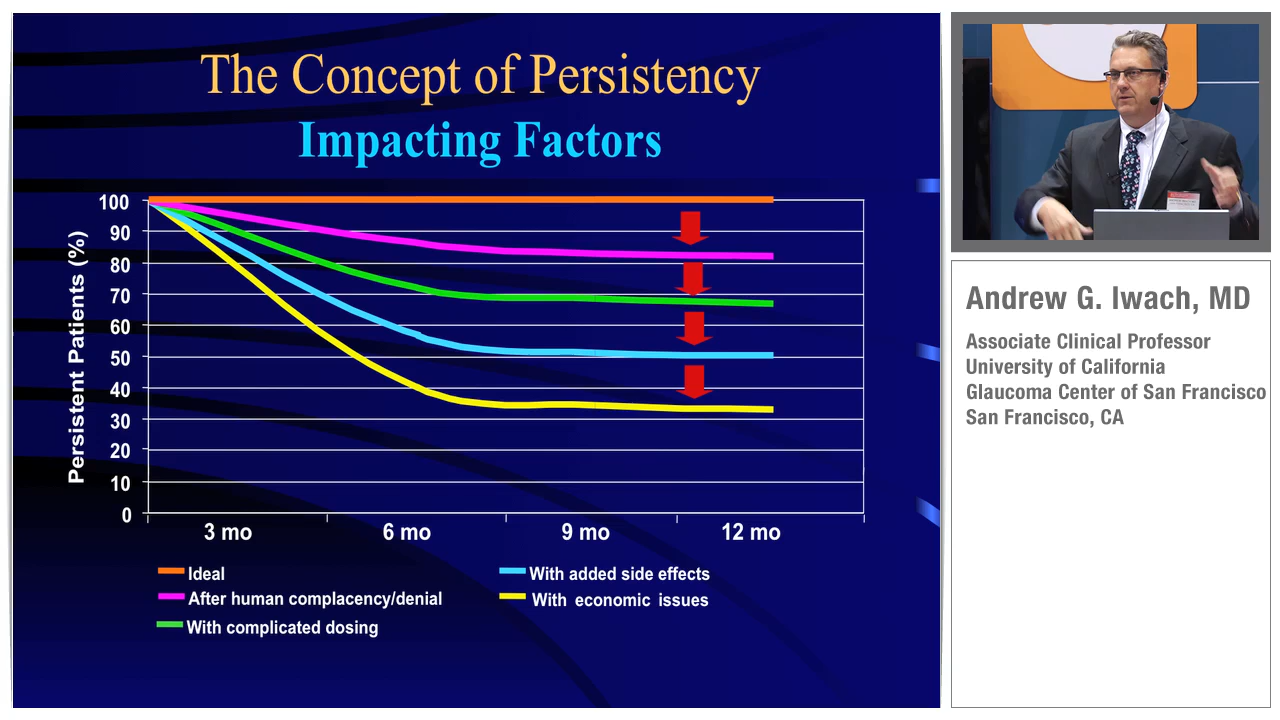 The Concept of Persistency
Impacting Factors
Persistent Patients (%)
100
90
80
70
60
50
40
30
20
10
0
3 mo
6 mo
9 mo
12 mo
Ideal
After human complacency/denial
With complicated dosing
With added side effects
With economic issues
Andrew G. Iwach, MD
Associate Clinical Professor
University of California
Glaucoma Center of San Francisco
San Francisco, CA